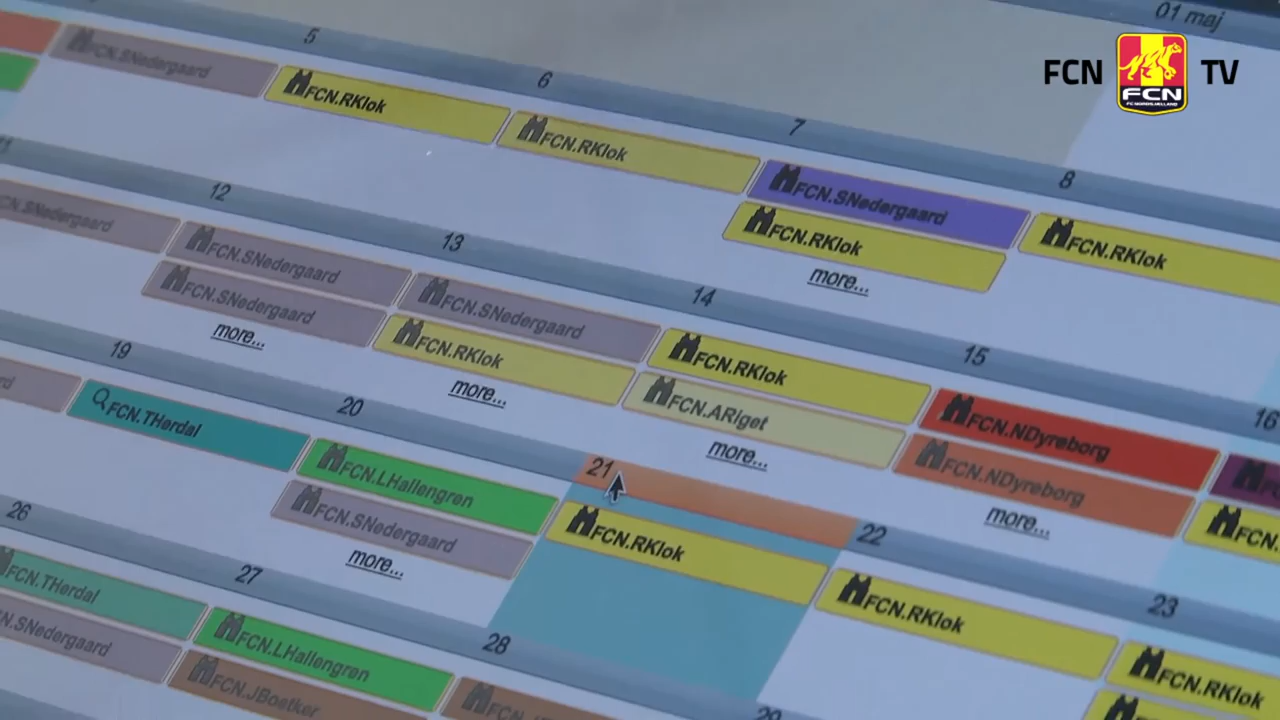 01 maj
FCN TV
FCN
FC NORDSJÆLLAND
5
6
7
8
FCN.SNedergaard
FCN.RKlok
FCN.RKlok
FCN.SNedergaard
FCN.RKlok
FCN.RKlok
more...
12
13
14
15
16
FCN.SNedergaard
FCN.SNedergaard
FCN.SNedergaard
FCN.RKlok
FCN.NDyreborg
FCN.SNedergaard
FCN.RKlok
FCN.ARiget
FCN.NDyreborg
FCN.
more...
more...
more...
more...
19
20
21
22
23
FCN.THerdal
FCN.LHallengren
FCN.RKlok
FCN.RKlok
FCN.RKlok
FCN.SNedergaard
more...
26
27
28
29
FCN.THerdal
FCN.LHallengren
CN.SNedergaard
FCN.JBoetker